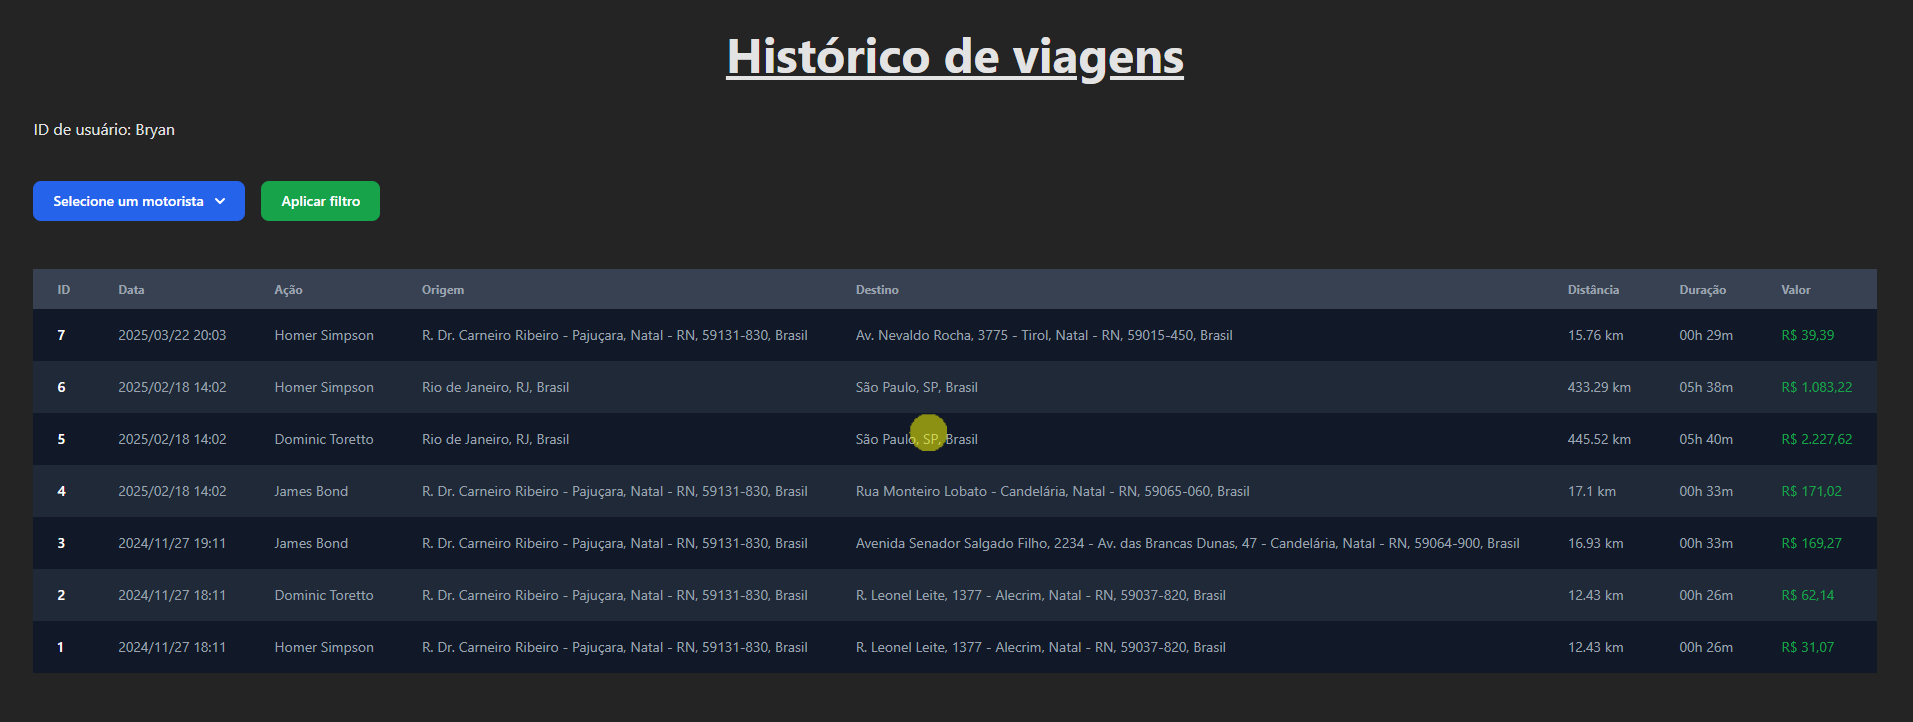 Histórico de viagens
ID de usuário: Bryan
Selecione um motorista Aplicar filtro
ID Data Ação Origem Destino Distância Duração Valor
7 2025/03/22 20:03 Homer Simpson R. Dr. Carneiro Ribeiro - Pajuçara, Natal - RN, 59131-830, Brasil Av. Nevaldo Rocha, 3775 - Tirol, Natal - RN, 59015-450, Brasil 15.76 km 00h 29m R$ 39,39
6 2025/02/18 14:02 Homer Simpson Rio de Janeiro, RJ, Brasil São Paulo, SP, Brasil 433.29 km 05h 38m R$ 1.083,22
5 2025/02/18 14:02 Dominic Toretto Rio de Janeiro, RJ, Brasil São Paulo, SP, Brasil 445.52 km 05h 40m R$ 2.227,62
4 2025/02/18 14:02 James Bond R. Dr. Carneiro Ribeiro - Pajuçara, Natal - RN, 59131-830, Brasil Rua Monteiro Lobato - Candelária, Natal - RN, 59065-060, Brasil 17.1 km 00h 33m R$ 171,02
3 2024/11/27 19:11 James Bond R. Dr. Carneiro Ribeiro - Pajuçara, Natal - RN, 59131-830, Brasil Avenida Senador Salgado Filho, 2234 - Av. das Brancas Dunas, 47 - Candelária, Natal - RN, 59064-900, Brasil 16.93 km 00h 33m R$ 169,27
2 2024/11/27 18:11 Dominic Toretto R. Dr. Carneiro Ribeiro - Pajuçara, Natal - RN, 59131-830, Brasil R. Leonel Leite, 1377 - Alecrim, Natal - RN, 59037-820, Brasil 12.43 km 00h 26m R$ 62,14
1 2024/11/27 18:11 Homer Simpson R. Dr. Carneiro Ribeiro - Pajuçara, Natal - RN, 59131-830, Brasil R. Leonel Leite, 1377 - Alecrim, Natal - RN, 59037-820, Brasil 12.43 km 00h 26m R$ 31,07